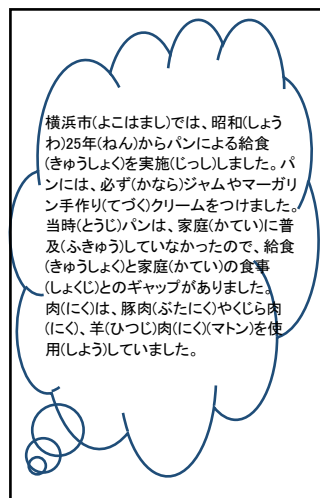 横浜市(よこはまし)では、昭和(しょう
わ)25年(ねん)からパンによる給食
(きゅうしょく)を実施(じっし)しました。パ
ンには、必ず(かなら)ジャムやマーガリ
ン手作り(てづく)クリームをつけました。
当時(とうじ)パンは、家庭(かてい)に普
及(ふきゅう)していなかったので、給食
(きゅうしょく)と家庭(かてい)の食事
(しょくじ)とのギャップがありました。
肉(にく)は、豚肉(ぶたにく)やくじら肉
(にく)、羊(ひつじ)肉(にく)(マトン)を使
用(しよう)していました。